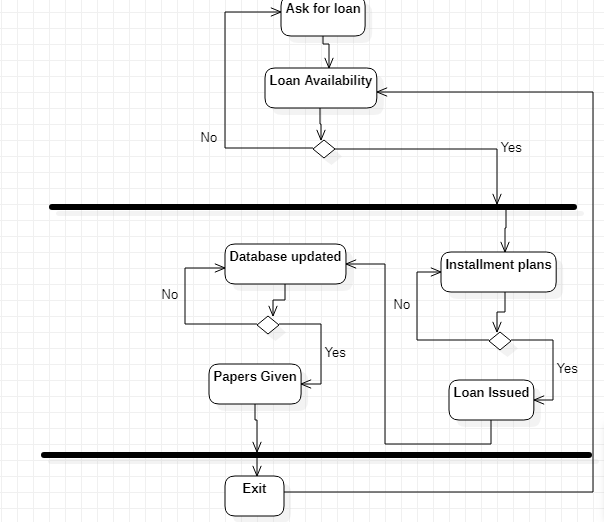 Ask for loan
Loan Availability
No
Yes
Database updated
Installment plans
No
No
Yes
Yes
Papers Given
Loan Issued
Exit